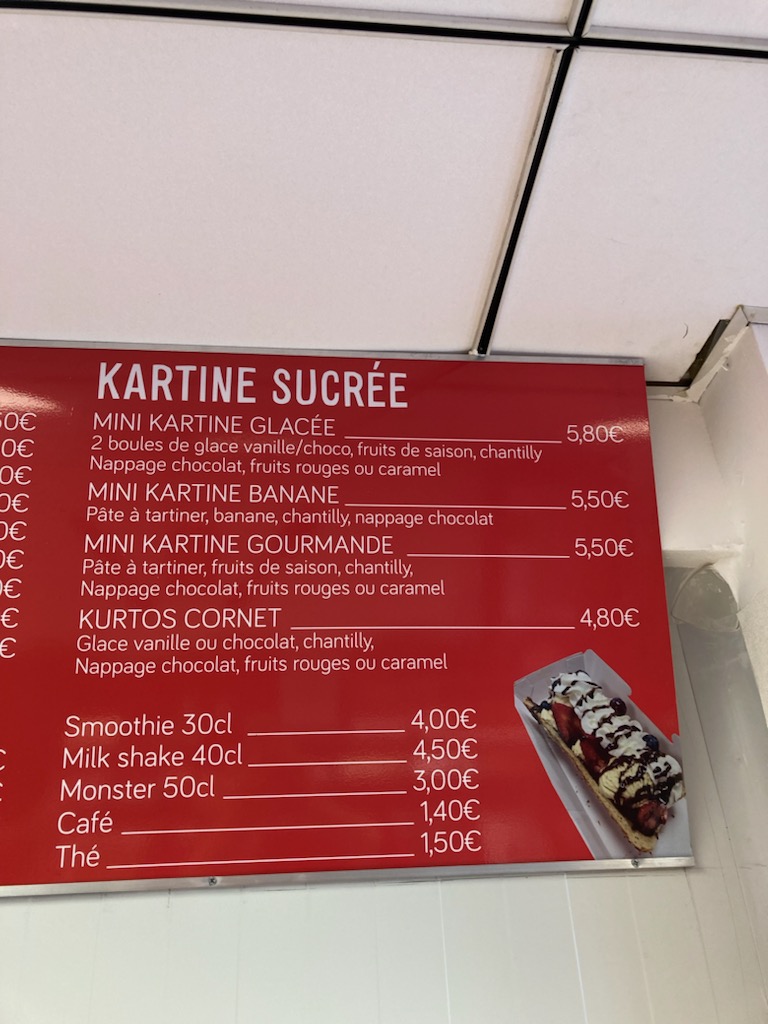 KARTINE SUCRÉE
MINI KARTINE GLACÉE 5,80€
2 boules de glace vanille/choco, fruits de saison, chantilly
Nappage chocolat, fruits rouges ou caramel
MINI KARTINE BANANE 5,50€
Pâte à tartiner, banane, chantilly, nappage chocolat
MINI KARTINE GOURMANDE 5,50€
Pâte à tartiner, fruits de saison, chantilly,
Nappage chocolat, fruits rouges ou caramel
KURTOS CORNET 4,80€
Glace vanille ou chocolat, chantilly,
Nappage chocolat, fruits rouges ou caramel
Smoothie 30cl 4,00€
Milk shake 40cl 4,50€
Monster 50cl 3,00€
Café 1,40€
Thé 1,50€